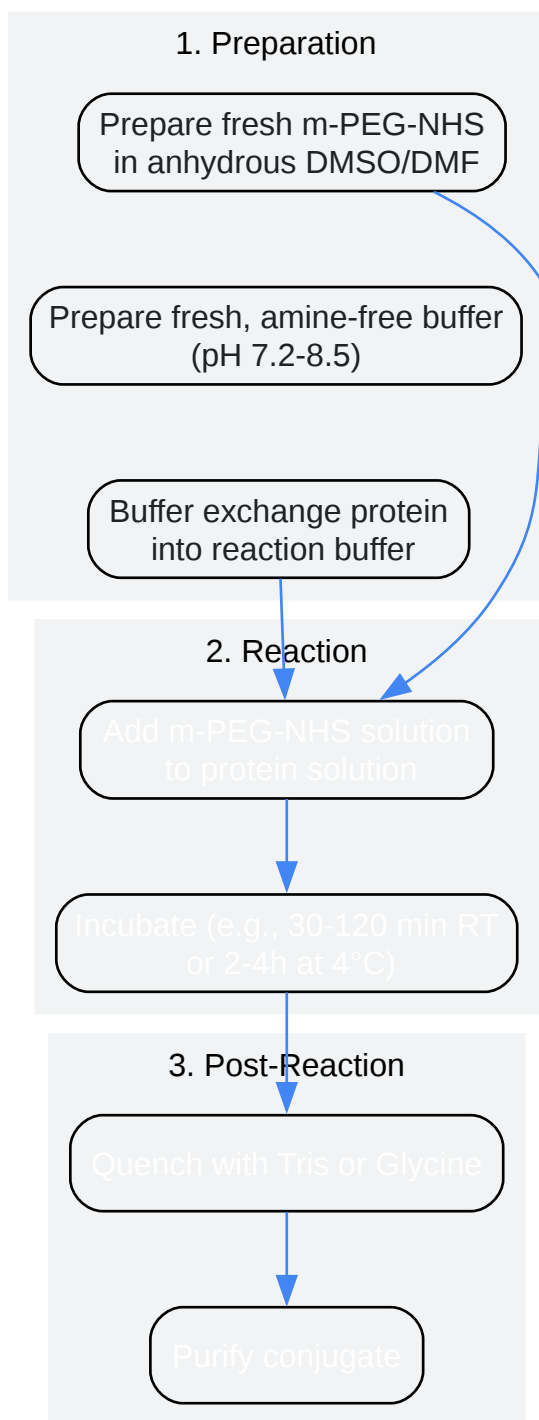 1. Preparation
Prepare fresh m-PEG-NHS
in anhydrous DMSO/DMF
Prepare fresh, amine-free buffer
(pH 7.2-8.5)
Buffer exchange protein
into reaction buffer
2. Reaction
Add m-PEG-NHS solution
to protein solution
Incubate (e.g., 30-120 min RT
or 2-4h at 4°C)
3. Post-Reaction
Quench with Tris or Glycine
Purify conjugate